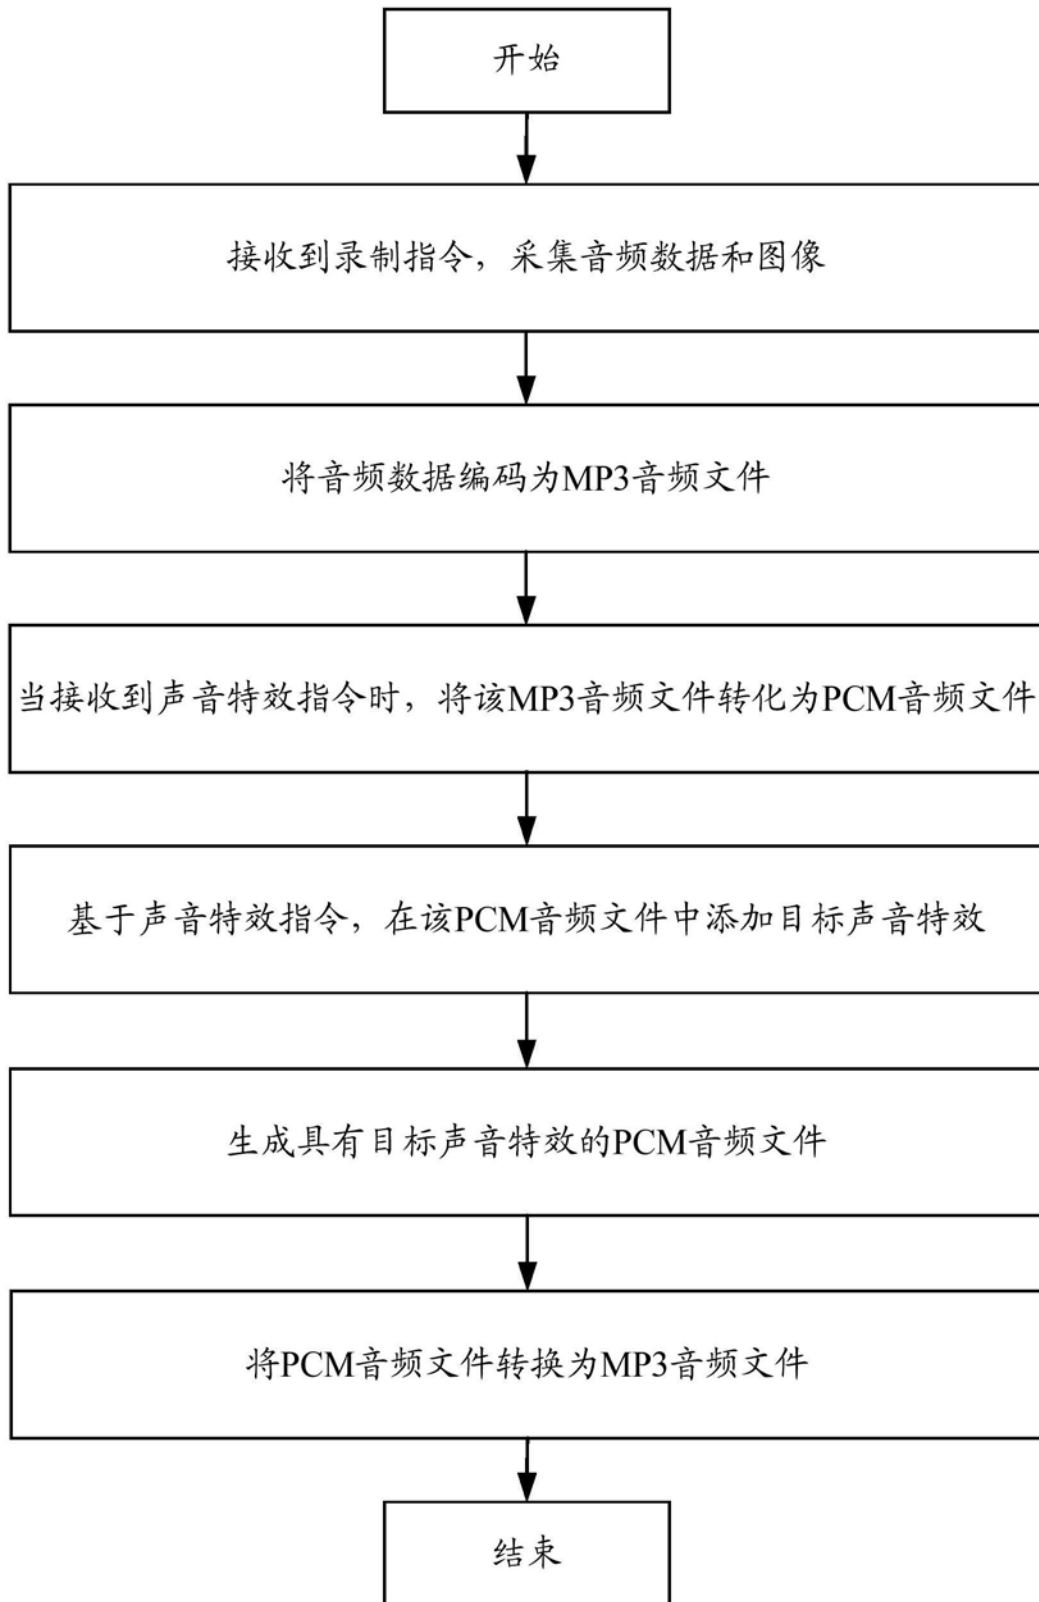 开始
接收到录制指令，采集音频数据和图像
将音频数据编码为MP3音频文件
当接收到声音特效指令时，将该MP3音频文件转化为PCM音频文件
基于声音特效指令，在该PCM音频文件中添加目标声音特效
生成具有目标声音特效的PCM音频文件
将PCM音频文件转换为MP3音频文件
结束